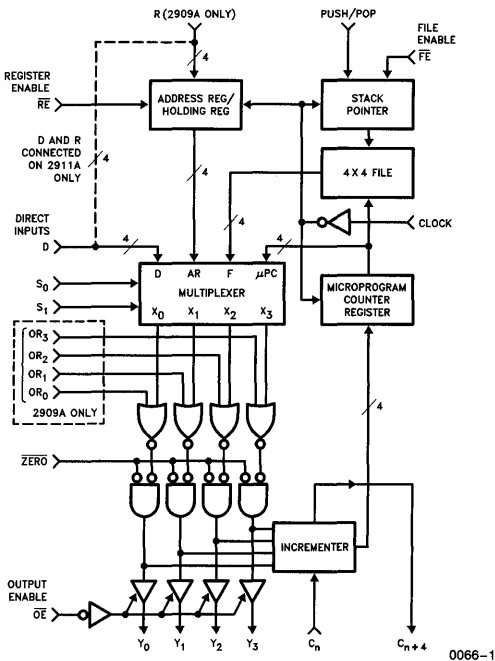 R (2909A ONLY)
PUSH/POP
FILE
ENABLE
FE
4
REGISTER
ENABLE
RE
ADDRESS REG/
HOLDING REG
STACK
POINTER
D AND R
CONNECTED
ON 2911A
ONLY
4
4
4 X 4 FILE
4
CLOCK
DIRECT
INPUTS
D
4
4
D AR F μPC
MULTIPLEXER
X0 X1 X2 X3
S0
S1
MICROPROGRAM
COUNTER
REGISTER
OR3
OR2
OR1
OR0
2909A ONLY
4
ZERO
INCREMENTER
OUTPUT
ENABLE
OE
Y0 Y1 Y2 Y3
Cn
Cn+4
0066-1